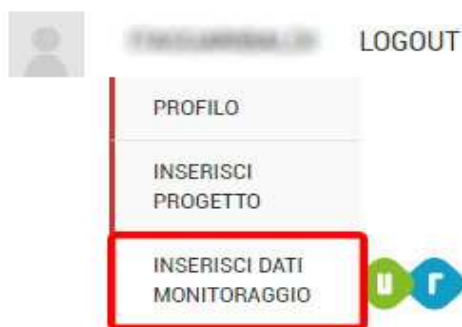 LOGOUT
PROFILO
INSERISCI
PROGETTO
INSERISCI DATI
MONITORAGGIO
u r